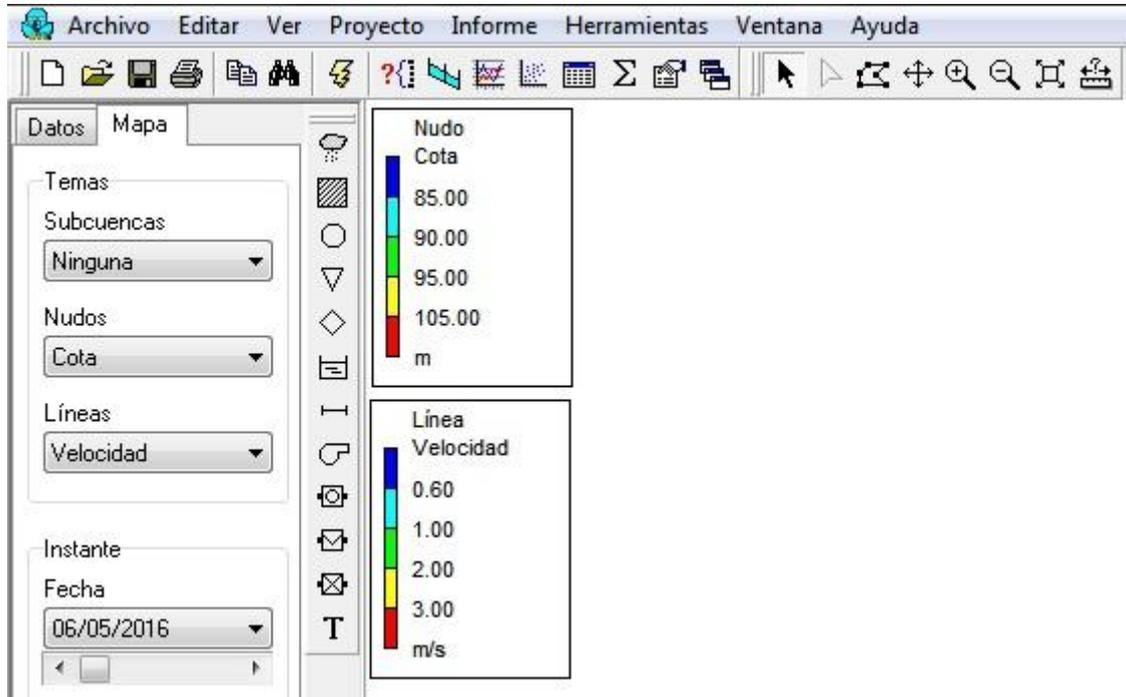 Archivo Editar Ver Proyecto Informe Herramientas Ventana Ayuda
Datos Mapa
Temas
Subcuencas
Ninguna
Nudos
Cota
Líneas
Velocidad
Instante
Fecha
06/05/2016
T
Nudo
Cota
85.00
90.00
95.00
105.00
m
Línea
Velocidad
0.60
1.00
2.00
3.00
m/s